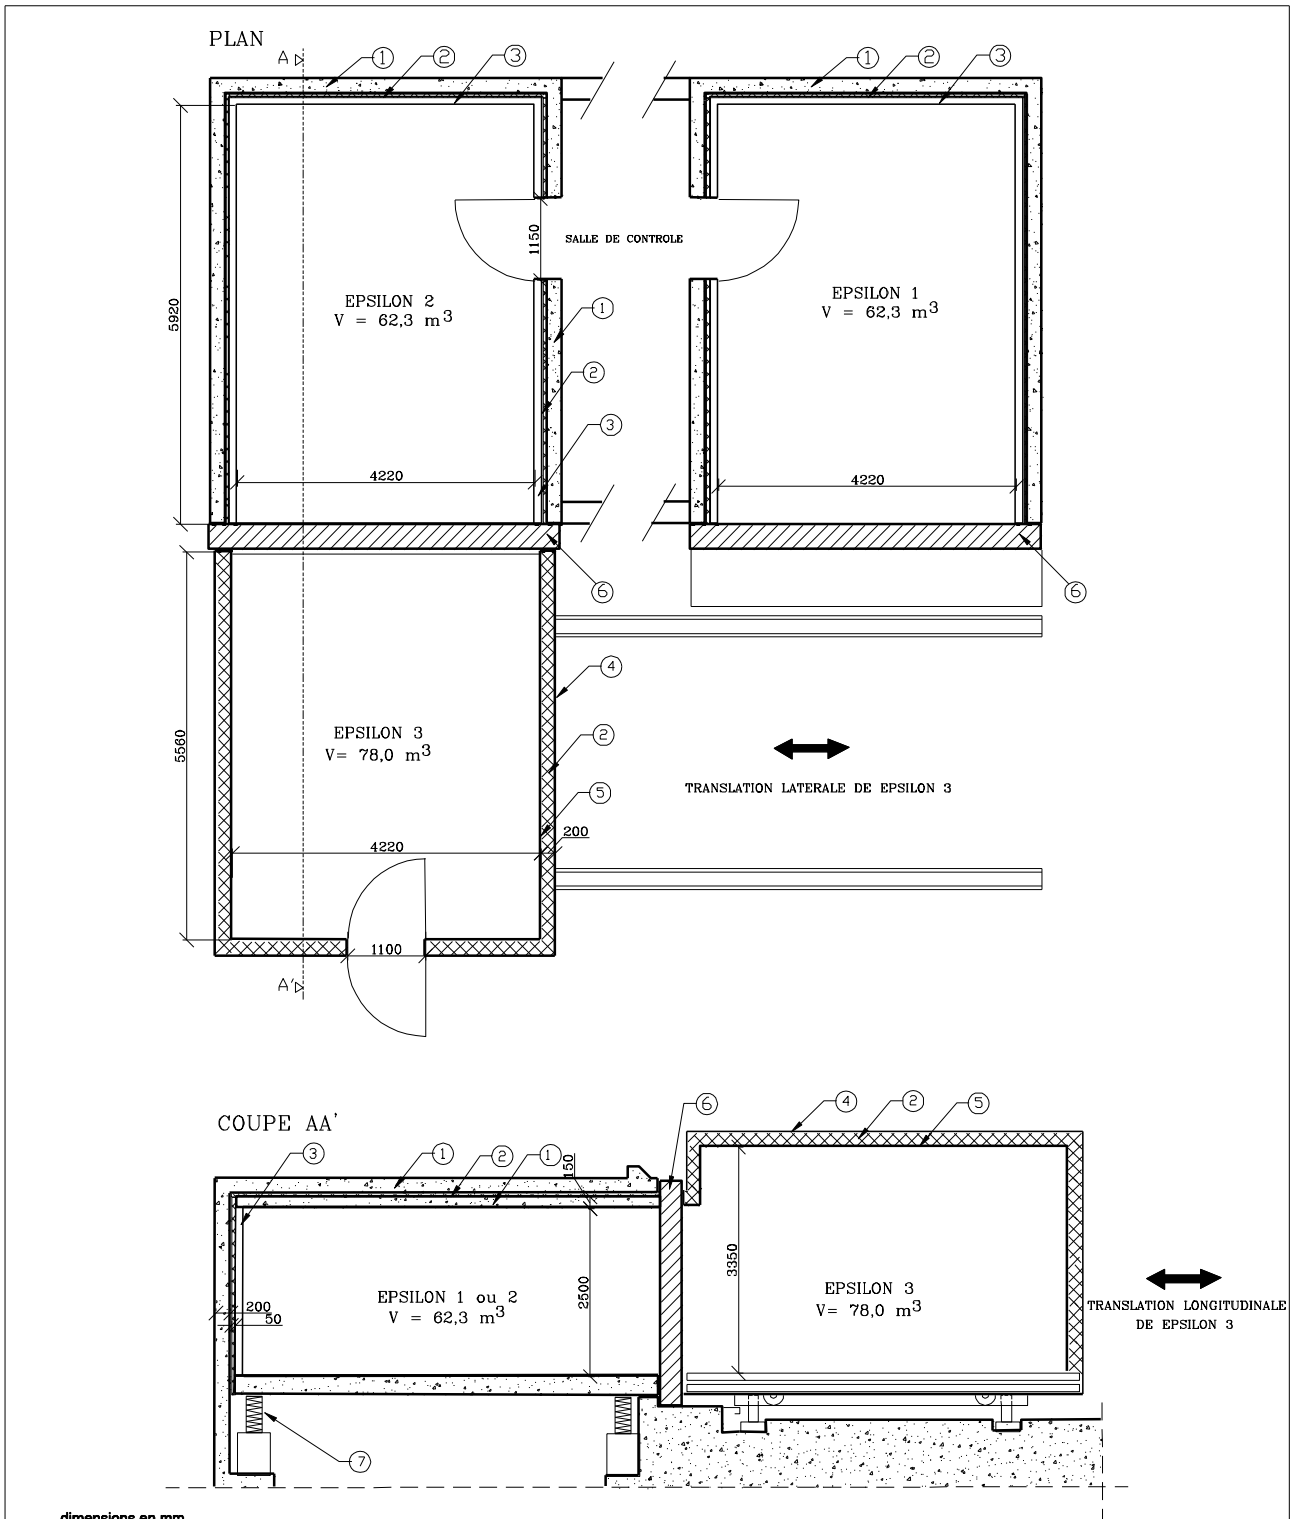 PLAN
A
1
2
3
1
2
3
1150
SALLE DE CONTROLE
EPSILON 2
V = 62,3 m3
EPSILON 1
V = 62,3 m3
5920
1
2
3
4220
4220
6
6
4
EPSILON 3
V= 78,0 m3
2
5560
TRANSLATION LATERALE DE EPSILON 3
5
200
4220
1100
A'
COUPE AA'
6
4
2
5
3
1
2
1
150
3350
2500
EPSILON 1 ou 2
V = 62,3 m3
EPSILON 3
V= 78,0 m3
200
50
TRANSLATION LONGITUDINALE
DE EPSILON 3
7
dimensions en mm